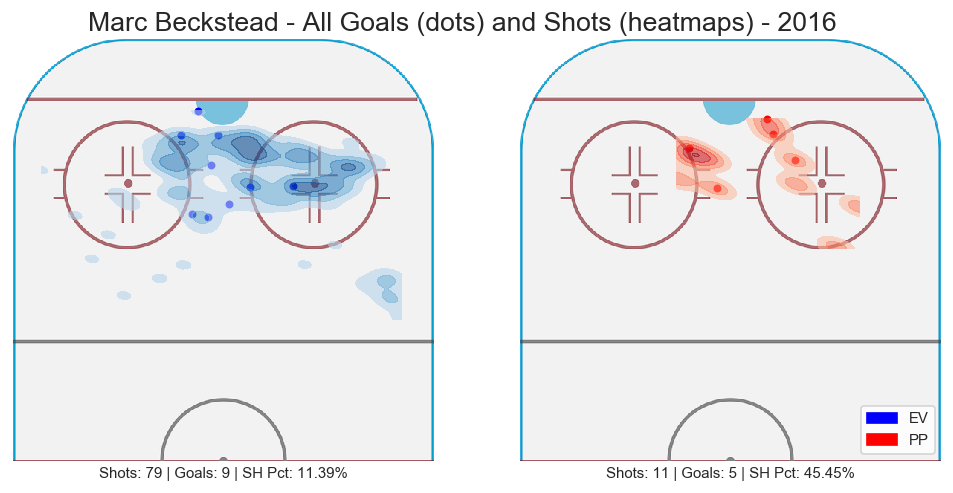 Marc Beckstead - All Goals (dots) and Shots (heatmaps) - 2016
EV
PP
Shots: 79 | Goals: 9 | SH Pct: 11.39%
Shots: 11 | Goals: 5 | SH Pct: 45.45%